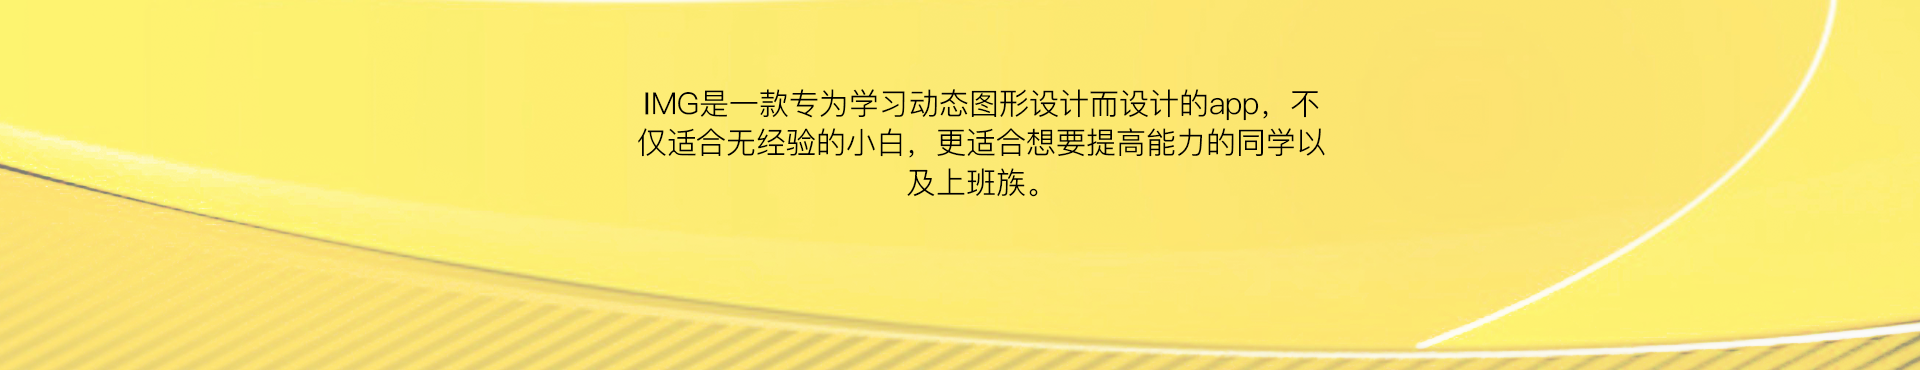 IMG是一款专为学习动态图形设计而设计的app，不
仅适合无经验的小白，更适合想要提高能力的同学以
及上班族。